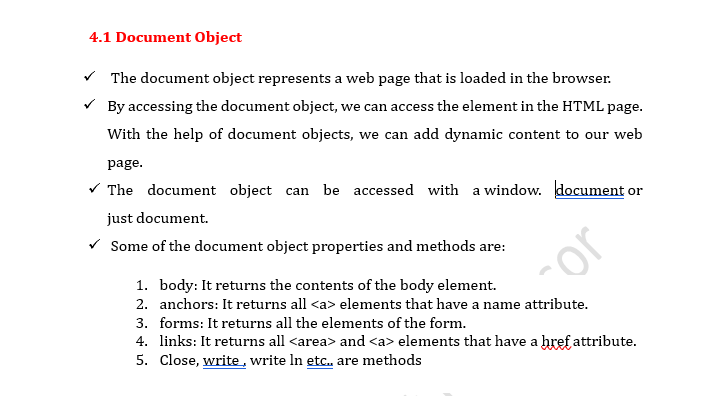 4.1 Document Object
✓ The document object represents a web page that is loaded in the browser.
✓ By accessing the document object, we can access the element in the HTML page.
With the help of document objects, we can add dynamic content to our web
page.
✓ The document object can be accessed with a window. document or
just document.
✓ Some of the document object properties and methods are:
1. body: It returns the contents of the body element.
2. anchors: It returns all <a> elements that have a name attribute.
3. forms: It returns all the elements of the form.
4. links: It returns all <area> and <a> elements that have a href attribute.
5. Close, write , write ln etc.. are methods